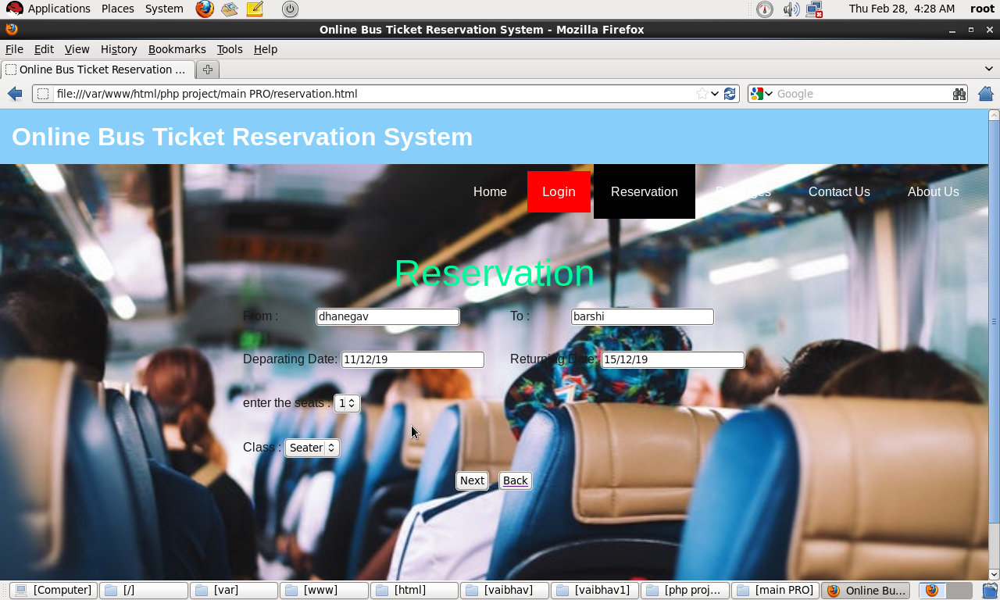 Applications Places System Thu Feb 28, 4:28 AM root
Online Bus Ticket Reservation System - Mozilla Firefox
File Edit View History Bookmarks Tools Help
Online Bus Ticket Reservation ...
file:///var/www/html/php project/main PRO/reservation.html Google
Online Bus Ticket Reservation System
Home Login Reservation Contact Us About Us
Reservation
From : dhanegav To : barshi
Deparating Date: 11/12/19 Returning Date: 15/12/19
enter the seats : 1
Class : Seater
Next Back
[Computer] [/] [var] [www] [html] [vaibhav] [vaibhav1] [php proj... [main PRO] Online Bu...